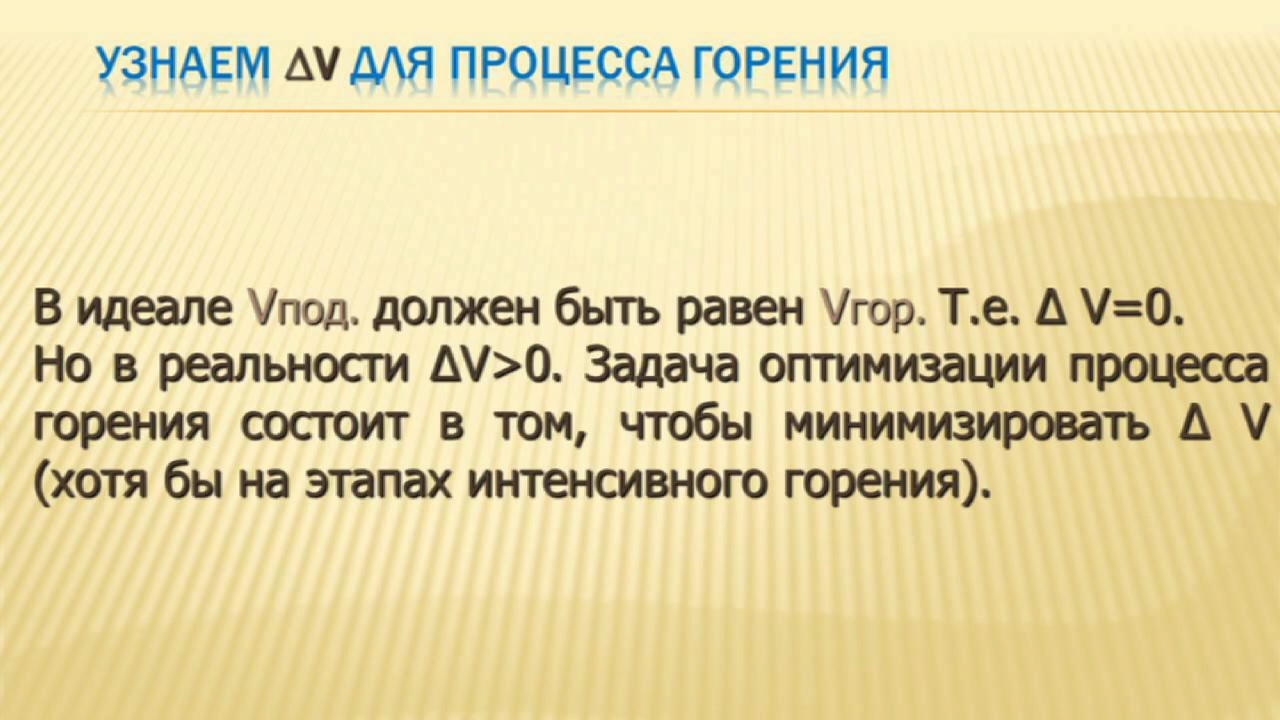 УЗНАЕМ ΔV ДЛЯ ПРОЦЕССА ГОРЕНИЯ
В идеале Vпод. должен быть равен Vгор. Т.е. Δ V=0.
Но в реальности ΔV>0. Задача оптимизации процесса
горения состоит в том, чтобы минимизировать Δ V
(хотя бы на этапах интенсивного горения).